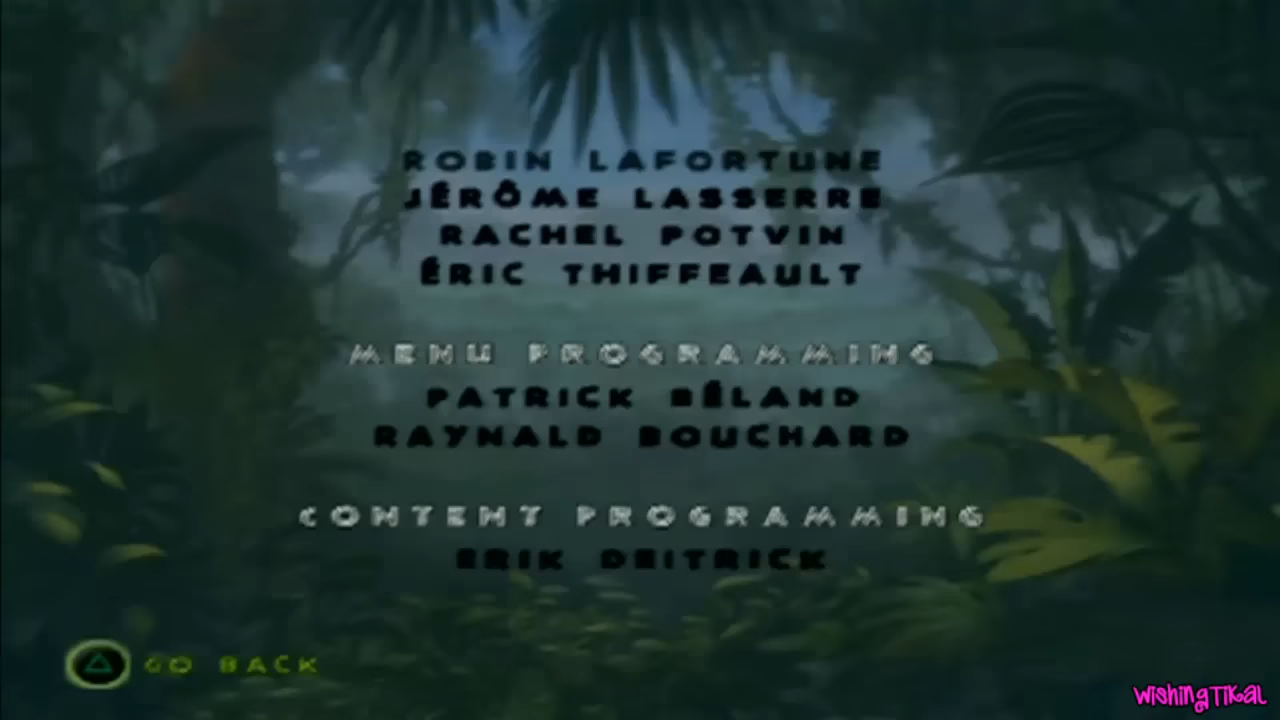 ROBIN LAFORTUNE
JÉRÔME LASSERRE
RACHEL POTVIN
ÉRIC THIFFEAULT
MENU PROGRAMMING
PATRICK BÉLAND
RAYNALD BOUCHARD
CONTENT PROGRAMMING
ERIK DEITRICK
GO BACK
WISHINGTIKAL